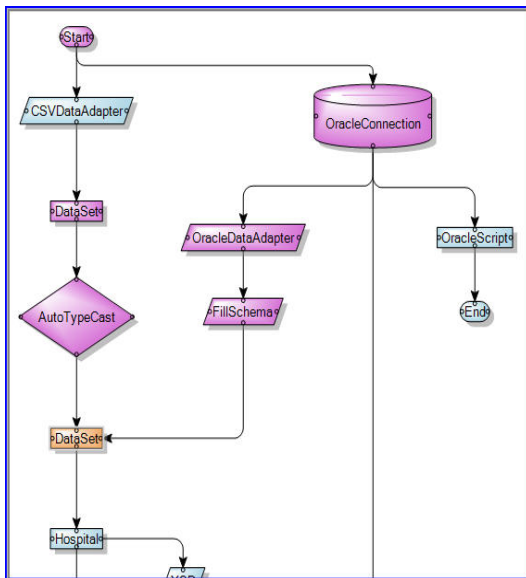 Start
CSVDataAdapter
OracleConnection
DataSet
OracleDataAdapter
OracleScript
AutoTypeCast
FillSchema
End
DataSet
Hospital